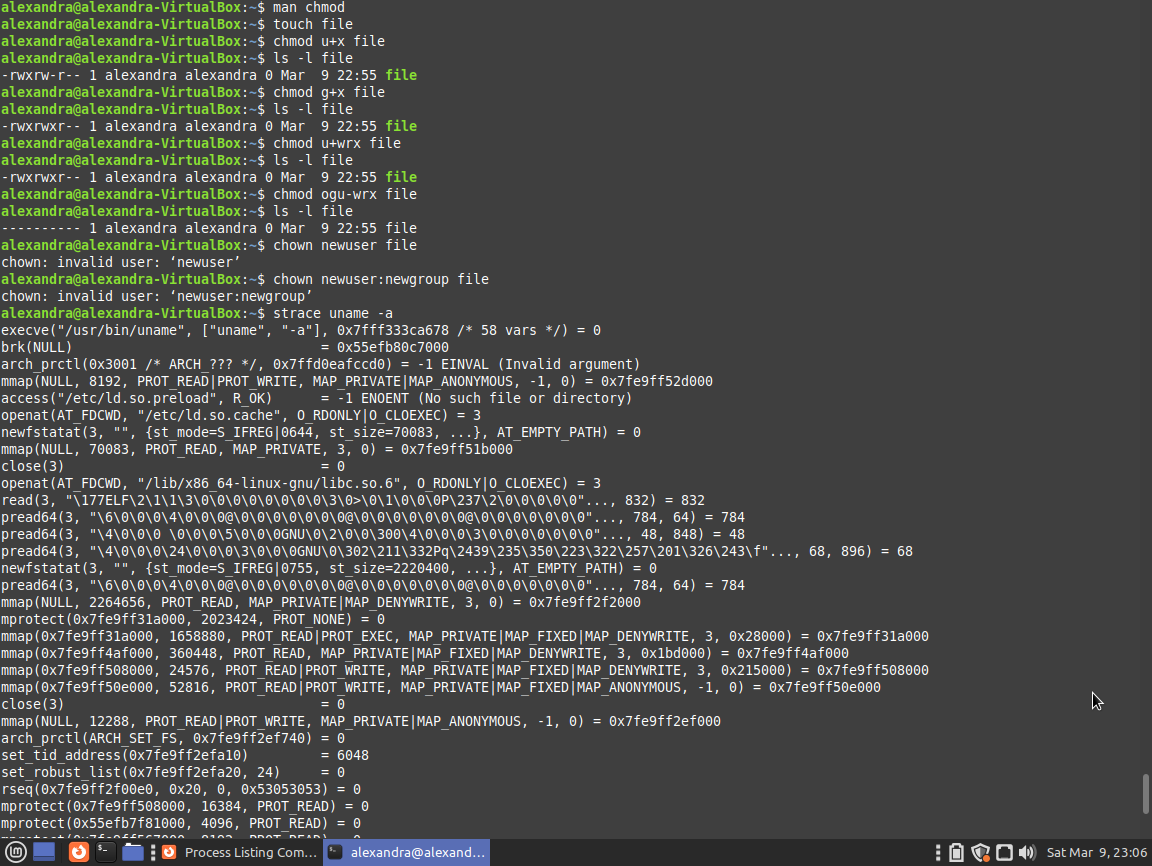 alexandra@alexandra-VirtualBox:~$ man chmod
alexandra@alexandra-VirtualBox:~$ touch file
alexandra@alexandra-VirtualBox:~$ chmod u+x file
alexandra@alexandra-VirtualBox:~$ ls -l file
-rwxrw-r-- 1 alexandra alexandra 0 Mar  9 22:55 file
alexandra@alexandra-VirtualBox:~$ chmod g+x file
alexandra@alexandra-VirtualBox:~$ ls -l file
-rwxrwxr-- 1 alexandra alexandra 0 Mar  9 22:55 file
alexandra@alexandra-VirtualBox:~$ chmod u+wrx file
alexandra@alexandra-VirtualBox:~$ ls -l file
-rwxrwxr-- 1 alexandra alexandra 0 Mar  9 22:55 file
alexandra@alexandra-VirtualBox:~$ chmod ogu-wrx file
alexandra@alexandra-VirtualBox:~$ ls -l file
---------- 1 alexandra alexandra 0 Mar  9 22:55 file
alexandra@alexandra-VirtualBox:~$ chown newuser file
chown: invalid user: ‘newuser’
alexandra@alexandra-VirtualBox:~$ chown newuser:newgroup file
chown: invalid user: ‘newuser:newgroup’
alexandra@alexandra-VirtualBox:~$ strace uname -a
execve("/usr/bin/uname", ["uname", "-a"], 0x7fff333ca678 /* 58 vars */) = 0
brk(NULL)                               = 0x55efb80c7000
arch_prctl(0x3001 /* ARCH_??? */, 0x7ffd0eafccd0) = -1 EINVAL (Invalid argument)
mmap(NULL, 8192, PROT_READ|PROT_WRITE, MAP_PRIVATE|MAP_ANONYMOUS, -1, 0) = 0x7fe9ff52d000
access("/etc/ld.so.preload", R_OK)      = -1 ENOENT (No such file or directory)
openat(AT_FDCWD, "/etc/ld.so.cache", O_RDONLY|O_CLOEXEC) = 3
newfstatat(3, "", {st_mode=S_IFREG|0644, st_size=70083, ...}, AT_EMPTY_PATH) = 0
mmap(NULL, 70083, PROT_READ, MAP_PRIVATE, 3, 0) = 0x7fe9ff51b000
close(3)                                = 0
openat(AT_FDCWD, "/lib/x86_64-linux-gnu/libc.so.6", O_RDONLY|O_CLOEXEC) = 3
read(3, "\177ELF\2\1\1\3\0\0\0\0\0\0\0\0\3\0>\0\1\0\0\0P\237\2\0\0\0\0\0"..., 832) = 832
pread64(3, "\6\0\0\0\4\0\0\0@\0\0\0\0\0\0\0@\0\0\0\0\0\0\0@\0\0\0\0\0\0\0"..., 784, 64) = 784
pread64(3, "\4\0\0\0 \0\0\0\5\0\0\0GNU\0\2\0\0\300\4\0\0\0\3\0\0\0\0\0\0\0"..., 48, 848) = 48
pread64(3, "\4\0\0\0\24\0\0\0\3\0\0\0GNU\0\302\211\332Pq\2439\235\350\223\322\257\201\326\243\f"..., 68, 896) = 68
newfstatat(3, "", {st_mode=S_IFREG|0755, st_size=2220400, ...}, AT_EMPTY_PATH) = 0
pread64(3, "\6\0\0\0\4\0\0\0@\0\0\0\0\0\0\0@\0\0\0\0\0\0\0@\0\0\0\0\0\0\0"..., 784, 64) = 784
mmap(NULL, 2264656, PROT_READ, MAP_PRIVATE|MAP_DENYWRITE, 3, 0) = 0x7fe9ff2f2000
mprotect(0x7fe9ff31a000, 2023424, PROT_NONE) = 0
mmap(0x7fe9ff31a000, 1658880, PROT_READ|PROT_EXEC, MAP_PRIVATE|MAP_FIXED|MAP_DENYWRITE, 3, 0x28000) = 0x7fe9ff31a000
mmap(0x7fe9ff4af000, 360448, PROT_READ, MAP_PRIVATE|MAP_FIXED|MAP_DENYWRITE, 3, 0x1bd000) = 0x7fe9ff4af000
mmap(0x7fe9ff508000, 24576, PROT_READ|PROT_WRITE, MAP_PRIVATE|MAP_FIXED|MAP_DENYWRITE, 3, 0x215000) = 0x7fe9ff508000
mmap(0x7fe9ff50e000, 52816, PROT_READ|PROT_WRITE, MAP_PRIVATE|MAP_FIXED|MAP_ANONYMOUS, -1, 0) = 0x7fe9ff50e000
close(3)                                = 0
mmap(NULL, 12288, PROT_READ|PROT_WRITE, MAP_PRIVATE|MAP_ANONYMOUS, -1, 0) = 0x7fe9ff2ef000
arch_prctl(ARCH_SET_FS, 0x7fe9ff2ef740) = 0
set_tid_address(0x7fe9ff2efa10)         = 6048
set_robust_list(0x7fe9ff2efa20, 24)     = 0
rseq(0x7fe9ff2f00e0, 0x20, 0, 0x53053053) = 0
mprotect(0x7fe9ff508000, 16384, PROT_READ) = 0
mprotect(0x55efb7f81000, 4096, PROT_READ) = 0
Process Listing Com...
alexandra@alexand...
Sat Mar 9, 23:06